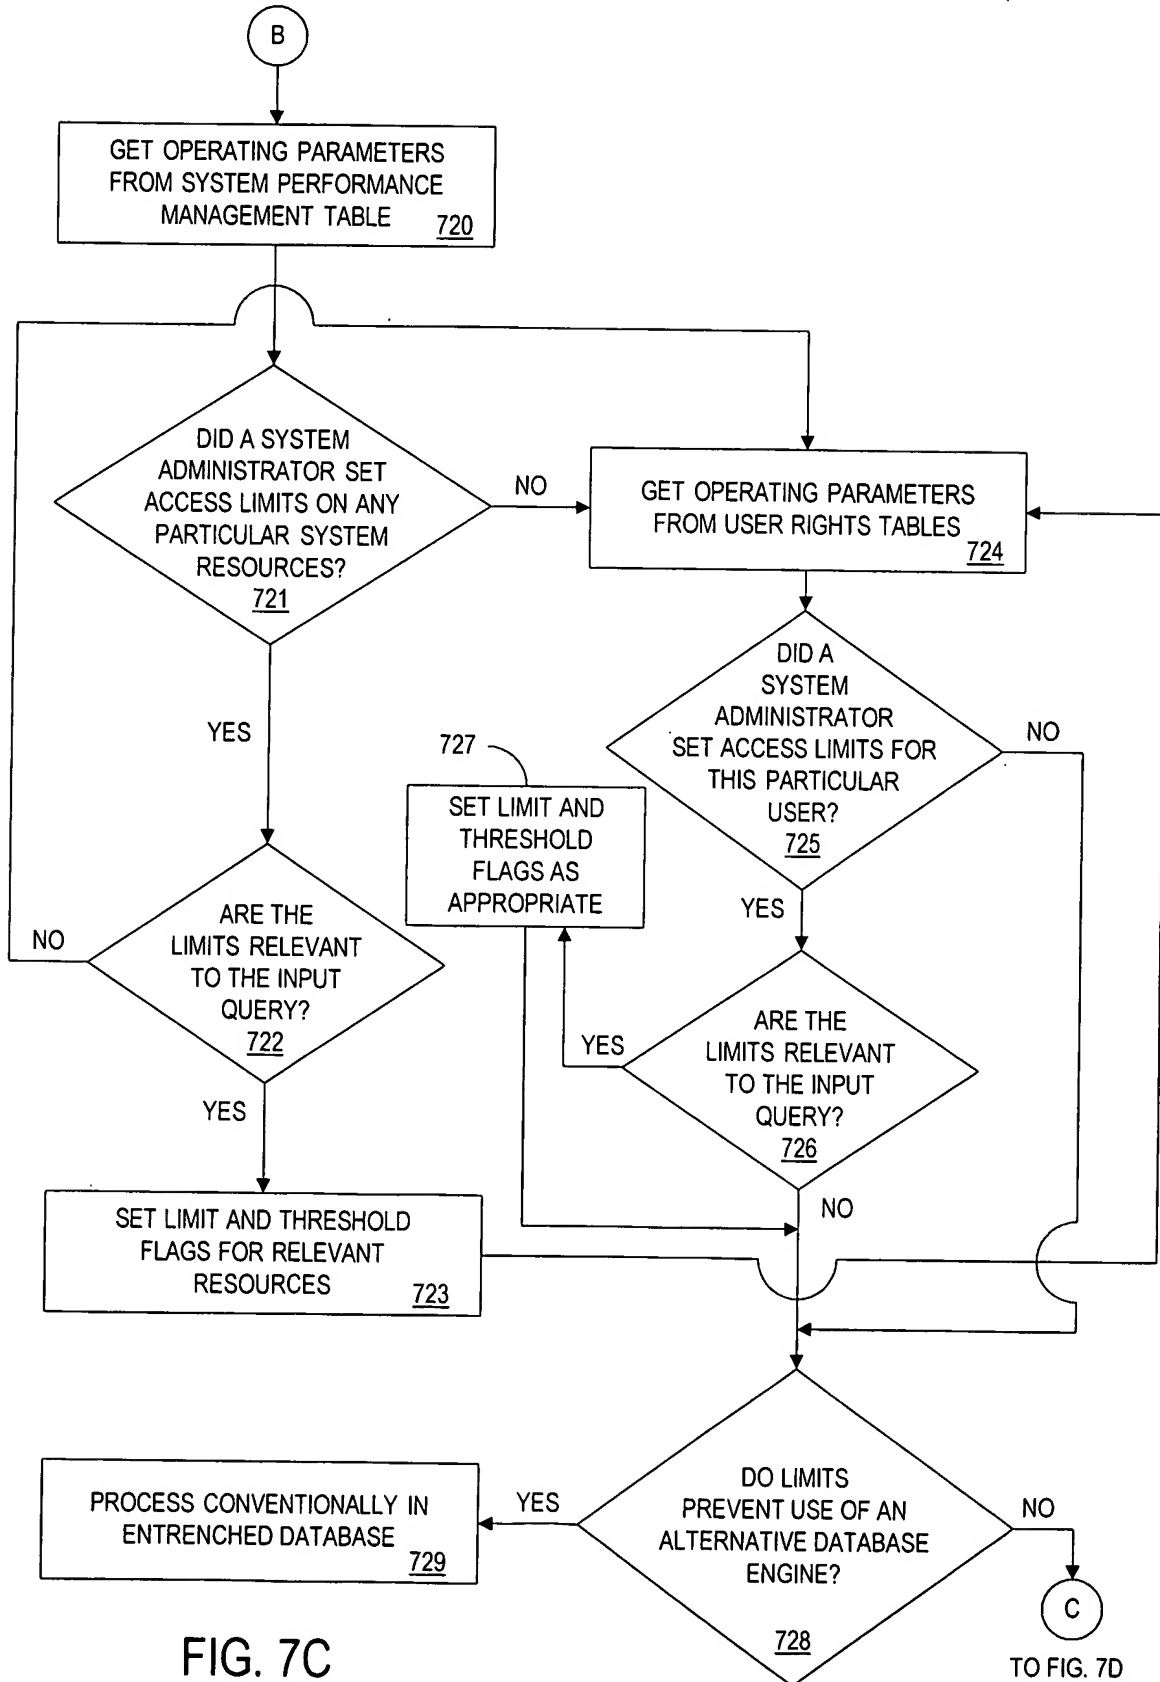 B
GET OPERATING PARAMETERS
FROM SYSTEM PERFORMANCE
MANAGEMENT TABLE
720
DID A SYSTEM
ADMINISTRATOR SET
ACCESS LIMITS ON ANY
PARTICULAR SYSTEM
RESOURCES?
721
NO
GET OPERATING PARAMETERS
FROM USER RIGHTS TABLES
724
YES
DID A
SYSTEM
ADMINISTRATOR
SET ACCESS LIMITS FOR
THIS PARTICULAR
USER?
725
NO
727
SET LIMIT AND
THRESHOLD
FLAGS AS
APPROPRIATE
YES
ARE THE
LIMITS RELEVANT
TO THE INPUT
QUERY?
722
NO
YES
ARE THE
LIMITS RELEVANT
TO THE INPUT
QUERY?
726
YES
NO
SET LIMIT AND THRESHOLD
FLAGS FOR RELEVANT
RESOURCES
723
DO LIMITS
PREVENT USE OF AN
ALTERNATIVE DATABASE
ENGINE?
728
YES
NO
PROCESS CONVENTIONALLY IN
ENTRENCHED DATABASE
729
C
TO FIG. 7D
FIG. 7C